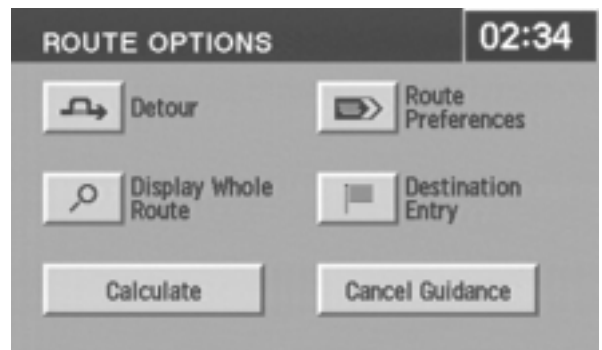 ROUTE OPTIONS
02:34
Detour
Route
Preferences
Display Whole
Route
Destination
Entry
Calculate
Cancel Guidance